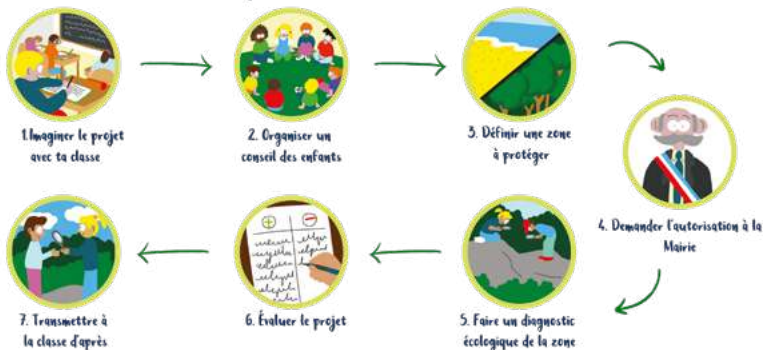 1.Imaginer le projet
avec ta classe
2. Organiser un
conseil des enfants
3. Définir une zone
à protéger
4. Demander l'autorisation à la
Mairie
5. Faire un diagnostic
écologique de la zone
6. Évaluer le projet
7. Transmettre à
la classe d'après